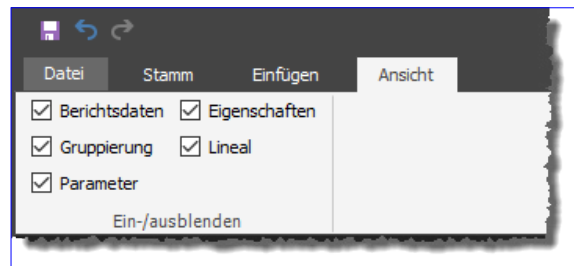 Datei Stamm Einfügen Ansicht
Berichtsdaten Eigenschaften
Gruppierung Lineal
Parameter
Ein-/ausblenden